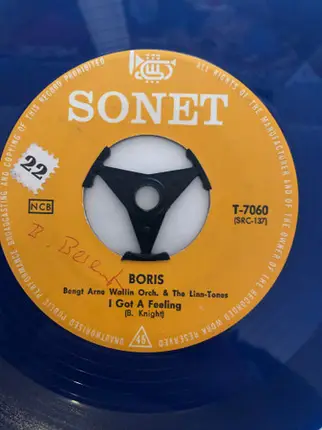 ALL RIGHTS OF THE MANUFACTURER AND OF THE OWNER OF THE RECORDED WORK RESERVED
UNAUTHORISED PUBLIC PERFORMANCE BROADCASTING AND COPYING OF THIS RECORD PROHIBITED
SONET
22
NCB
T-7060
(SRC-137)
BORIS
Bengt Arne Wallin Orch. & The Linn-Tones
I Got A Feeling
(B. Knight)
45